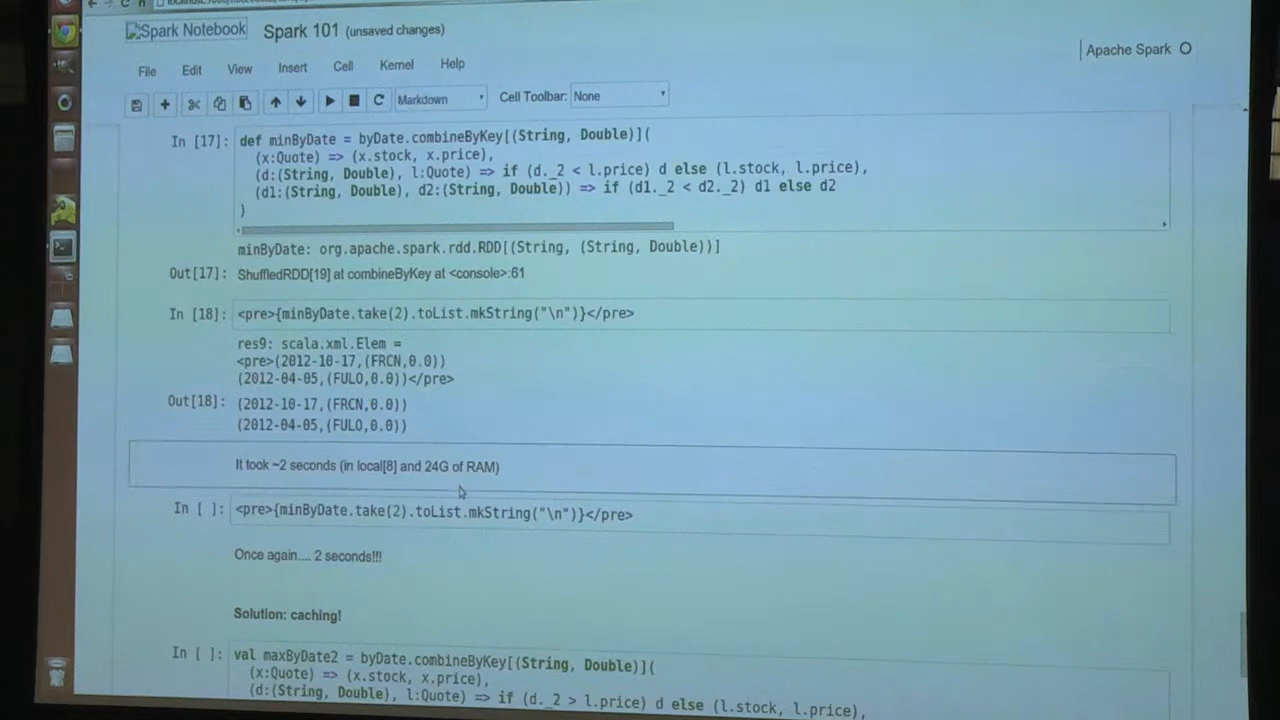 Spark Notebook Spark 101 (unsaved changes)
Apache Spark
File Edit View Insert Cell Kernel Help
Markdown Cell Toolbar: None
In [17]: def minByDate = byDate.combineByKey[(String, Double)](
(x:Quote) => (x.stock, x.price),
(d:(String, Double), l:Quote) => if (d._2 < l.price) d else (l.stock, l.price),
(d1:(String, Double), d2:(String, Double)) => if (d1._2 < d2._2) d1 else d2
)
minByDate: org.apache.spark.rdd.RDD[(String, (String, Double))]
Out[17]: ShuffledRDD[19] at combineByKey at <console>:61
In [18]: <pre>{minByDate.take(2).toList.mkString("\n")}</pre>
res9: scala.xml.Elem =
<pre>(2012-10-17,(FRCN,0.0))
(2012-04-05,(FULO,0.0))</pre>
Out[18]: (2012-10-17,(FRCN,0.0))
(2012-04-05,(FULO,0.0))
It took ~2 seconds (in local[8] and 24G of RAM)
In [ ]: <pre>{minByDate.take(2).toList.mkString("\n")}</pre>
Once again.... 2 seconds!!!
Solution: caching!
In [ ]: val maxByDate2 = byDate.combineByKey[(String, Double)](
(x:Quote) => (x.stock, x.price),
(d:(String, Double), l:Quote) => if (d._2 > l.price) d else (l.stock, l.price),